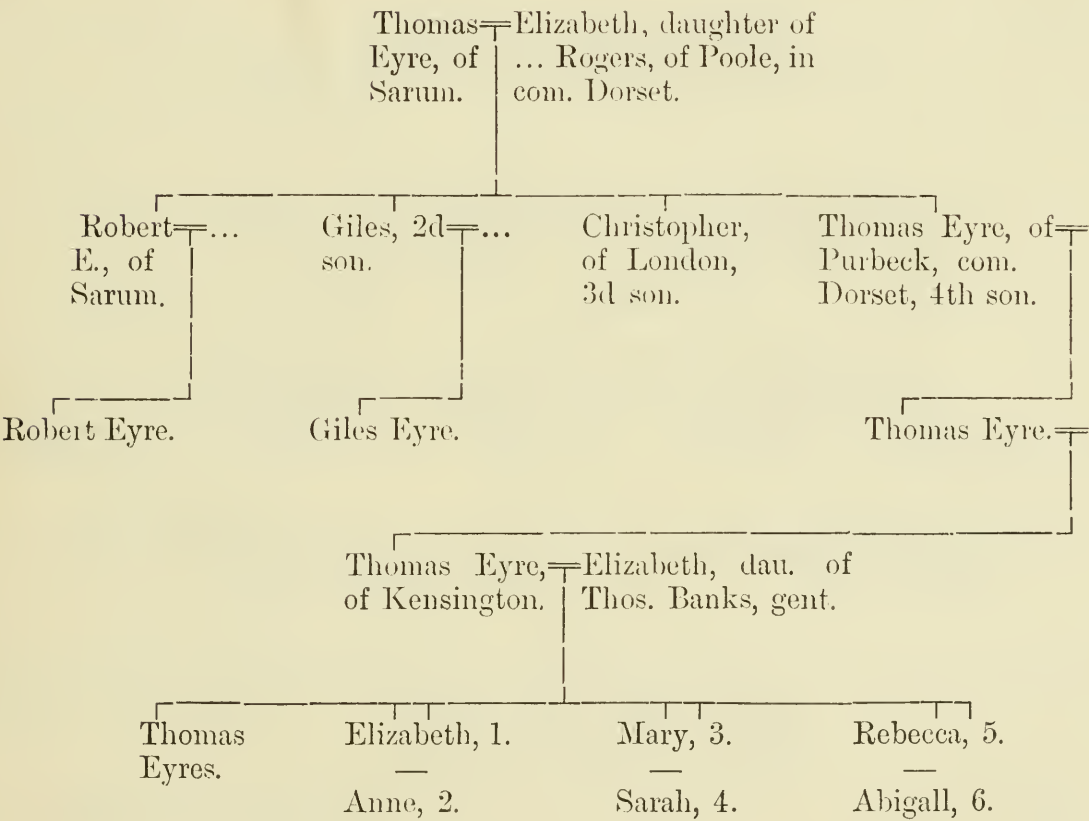 Thomas Elizabeth, daughter of
Eyre, of ... Rogers, of Poole, in
Sarum. com. Dorset.
Robert ...
E., of
Sarum.
Giles, 2d ...
son.
Christopher,
of London,
3d son.
Thomas Eyre, of
Purbeck, com.
Dorset, 4th son.
Robert Eyre.
Giles Eyre.
Thomas Eyre.
Thomas Eyre,
of Kensington.
Elizabeth, dau. of
Thos. Banks, gent.
Thomas
Eyres.
Elizabeth, 1.
—
Anne, 2.
Mary, 3.
—
Sarah, 4.
Rebecca, 5.
—
Abigall, 6.